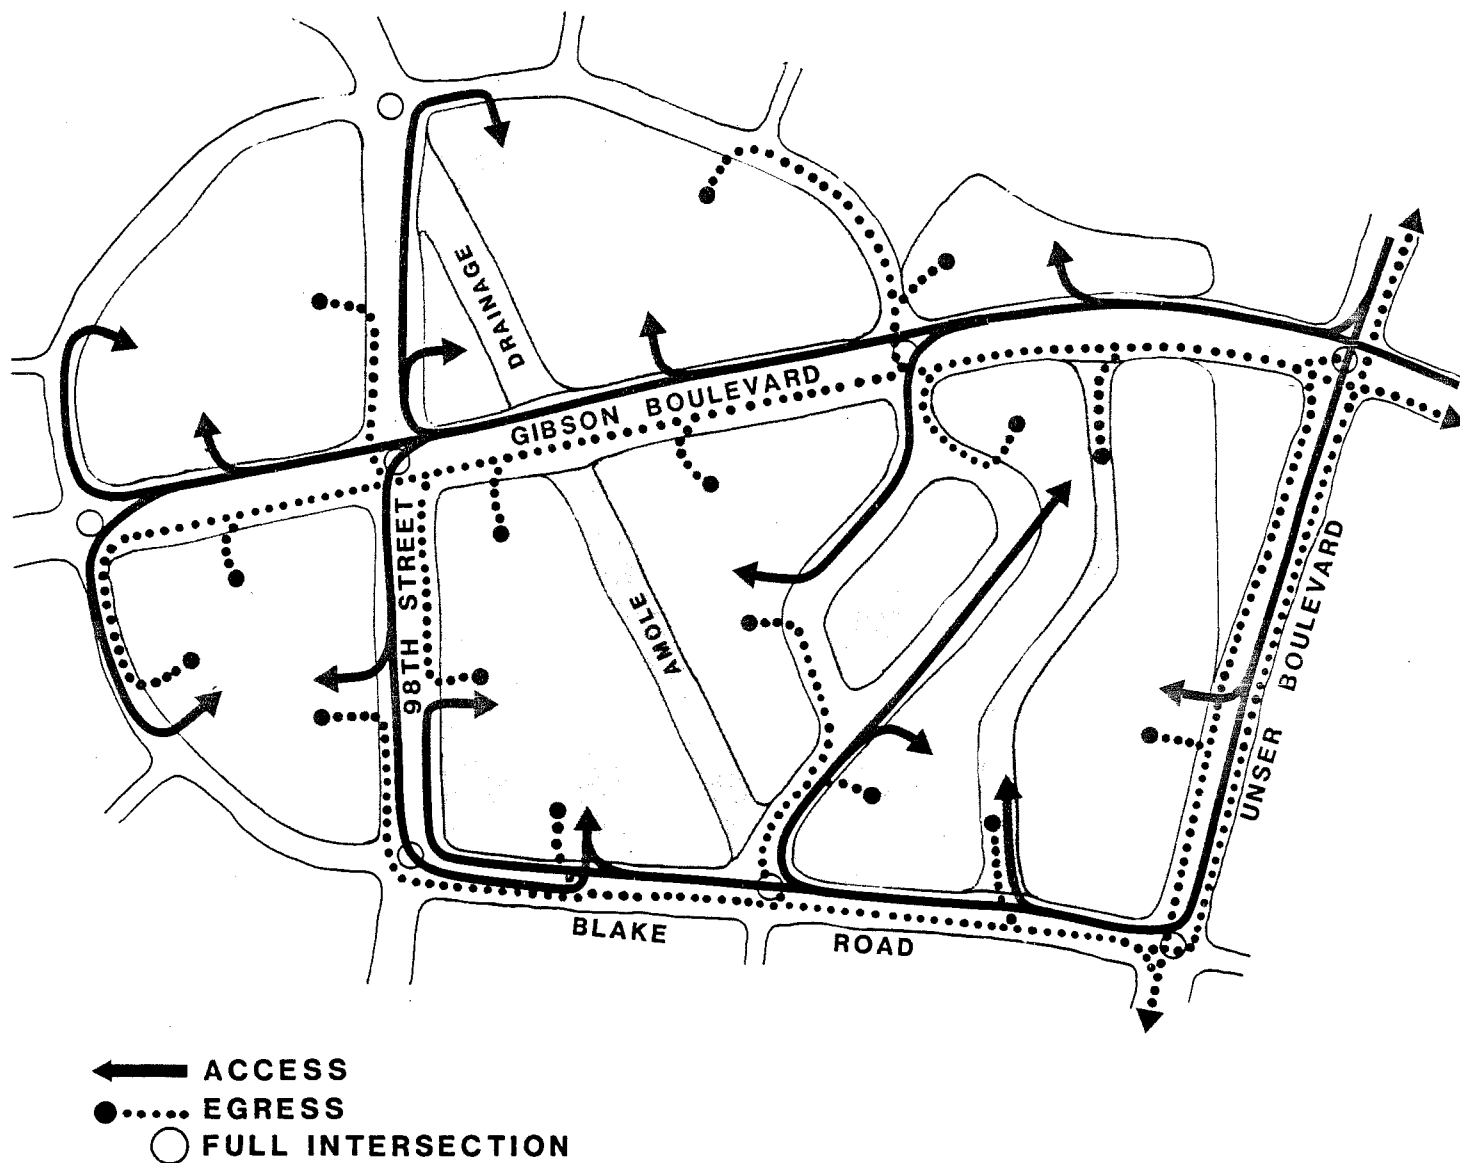 DRAINAGE
GIBSON BOULEVARD
98TH STREET
AMOLE
UNSER BOULEVARD
BLAKE ROAD
ACCESS
EGRESS
FULL INTERSECTION